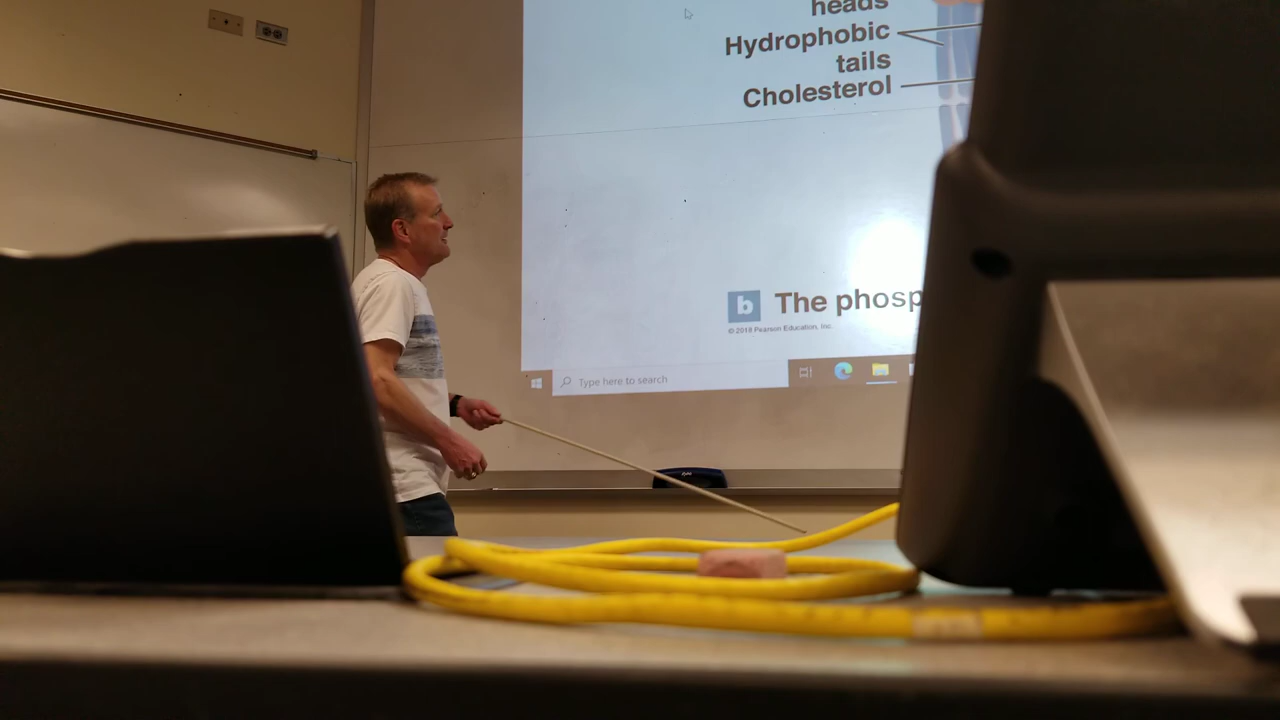 heads
Hydrophobic
tails
Cholesterol
b The phosp
© 2018 Pearson Education, Inc.
Type here to search